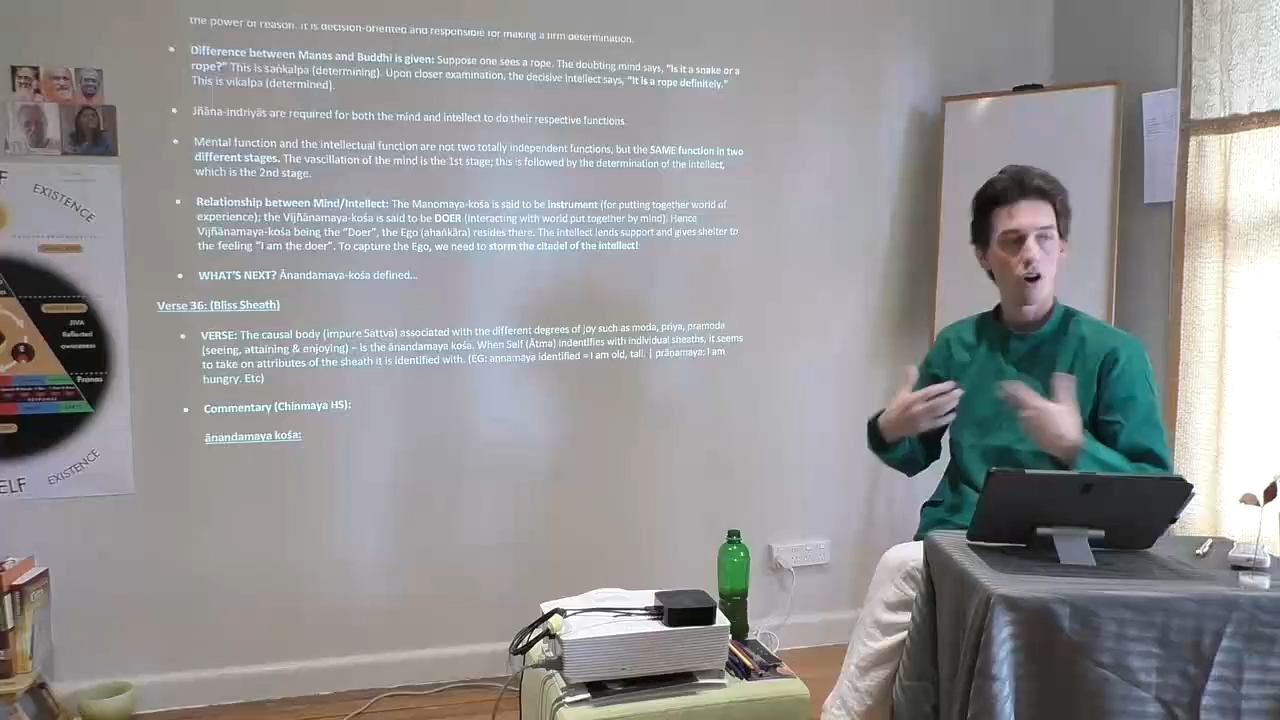 the power of reason. It is decision-oriented and responsible for making a firm determination.
Difference between Manas and Buddhi is given: Suppose one sees a rope. The doubting mind says, "Is it a snake or a
rope?" This is saṅkalpa (determining). Upon closer examination, the decisive intellect says, "It is a rope definitely."
This is vikalpa (determined).
Jñāna-indriyās are required for both the mind and intellect to do their respective functions.
Mental function and the intellectual function are not two totally independent functions, but the SAME function in two
different stages. The vascillation of the mind is the 1st stage; this is followed by the determination of the intellect,
which is the 2nd stage.
Relationship between Mind/Intellect: The Manomaya-kośa is said to be instrument (for putting together world of
experience); the Vijñānamaya-kośa is said to be DOER (interacting with world put together by mind). Hence
Vijñānamaya-kośa being the "Doer", the Ego (ahaṅkāra) resides there. The intellect lends support and gives shelter to
the feeling "I am the doer". To capture the Ego, we need to storm the citadel of the intellect!
WHAT'S NEXT? Ānandamaya-kośa defined...
Verse 36: (Bliss Sheath)
VERSE: The causal body (impure Sattva) associated with the different degrees of joy such as moda, priya, pramoda
(seeing, attaining & enjoying) – is the ānandamaya kośa. When Self (Ātma) indentifies with individual sheaths, it seems
to take on attributes of the sheath it is identified with. (EG: annamaya identified = I am old, tall. | prāṇamaya: I am
hungry. Etc)
Commentary (Chinmaya HS):
ānandamaya kośa:
EXISTENCE
JIVA
Reflected
Pranas
ELF
EXISTENCE